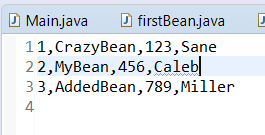 Main.java firstBean.java
1 1,CrazyBean,123,Sane
2 2,MyBean,456,Caleb
3 3,AddedBean,789,Miller
4